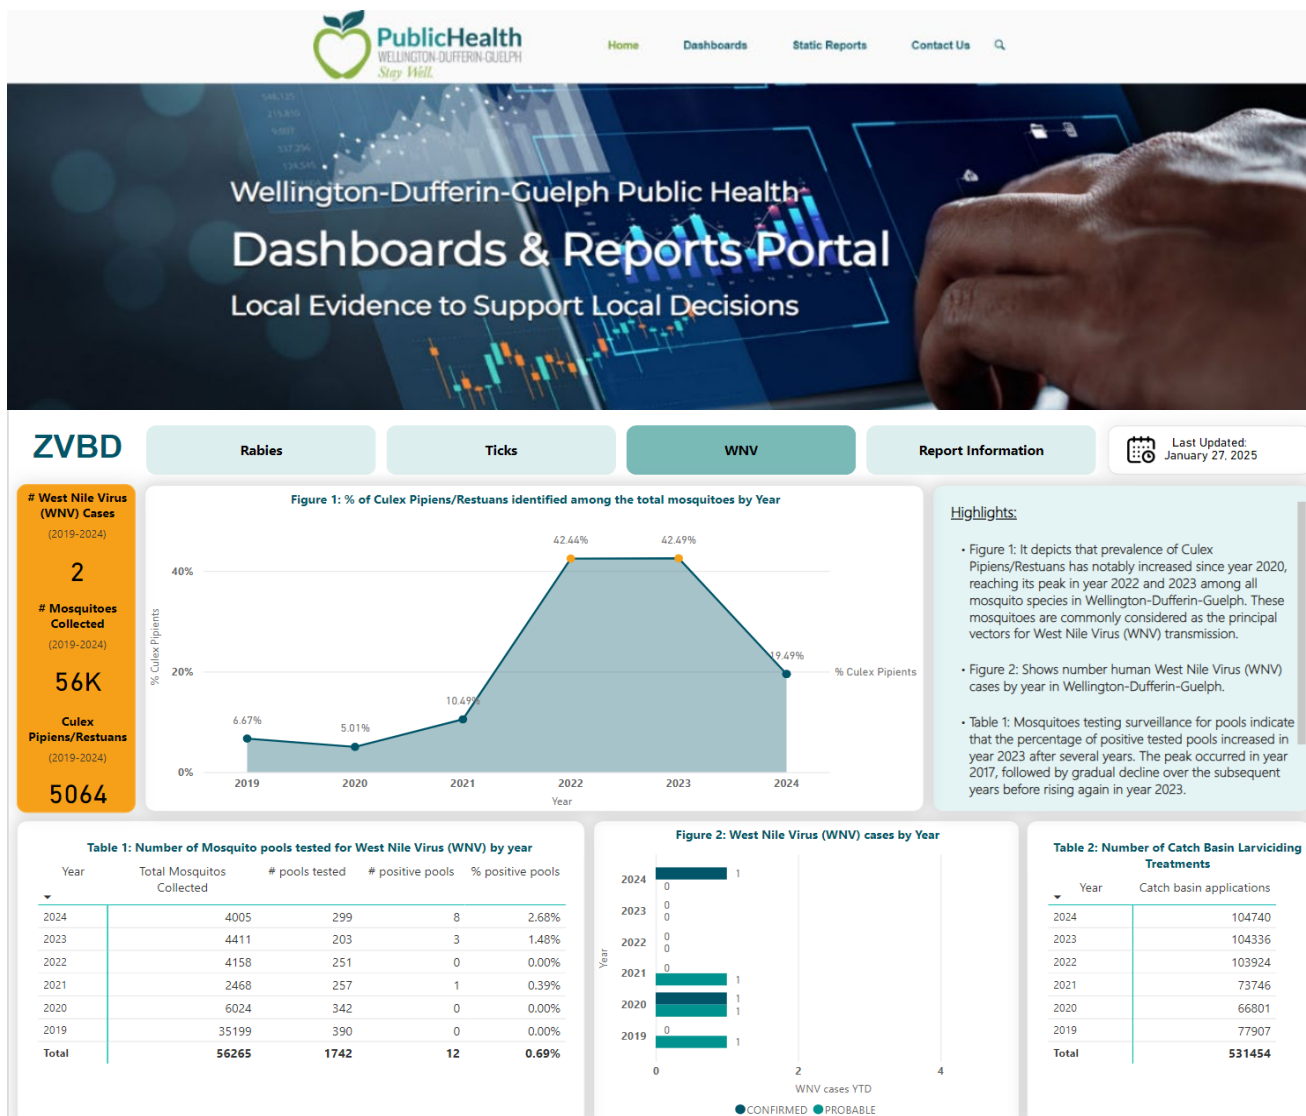 PublicHealth
WELLINGTON-DUFFERIN-GUELPH
Stay Well.
Home
Dashboards
Static Reports
Contact Us
Wellington-Dufferin-Guelph Public Health
Dashboards & Reports Portal
Local Evidence to Support Local Decisions
ZVBD
Rabies
Ticks
WNV
Report Information
Last Updated:
January 27, 2025
# West Nile Virus
(WNV) Cases
(2019-2024)
2
# Mosquitoes
Collected
(2019-2024)
56K
Culex
Pipiens/Restuans
(2019-2024)
5064
Figure 1: % of Culex Pipiens/Restuans identified among the total mosquitoes by Year
% Culex Pipients
40%
20%
0%
6.67%
5.01%
10.49%
42.44%
42.49%
19.49%
% Culex Pipients
2019 2020 2021 2022 2023 2024
Year
Highlights:
• Figure 1: It depicts that prevalence of Culex
Pipiens/Restuans has notably increased since year 2020,
reaching its peak in year 2022 and 2023 among all
mosquito species in Wellington-Dufferin-Guelph. These
mosquitoes are commonly considered as the principal
vectors for West Nile Virus (WNV) transmission.
• Figure 2: Shows number human West Nile Virus (WNV)
cases by year in Wellington-Dufferin-Guelph.
• Table 1: Mosquitoes testing surveillance for pools indicate
that the percentage of positive tested pools increased in
year 2023 after several years. The peak occurred in year
2017, followed by gradual decline over the subsequent
years before rising again in year 2023.
Table 1: Number of Mosquito pools tested for West Nile Virus (WNV) by year
Year Total Mosquitos # pools tested # positive pools % positive pools
Collected
2024 4005 299 8 2.68%
2023 4411 203 3 1.48%
2022 4158 251 0 0.00%
2021 2468 257 1 0.39%
2020 6024 342 0 0.00%
2019 35199 390 0 0.00%
Total 56265 1742 12 0.69%
Figure 2: West Nile Virus (WNV) cases by Year
Year
2024 1
0
2023 0
0
2022 0
0
2021 0
1
2020 1
1
2019 0
1
0 2 4
WNV cases YTD
CONFIRMED PROBABLE
Table 2: Number of Catch Basin Larviciding
Treatments
Year Catch basin applications
2024 104740
2023 104336
2022 103924
2021 73746
2020 66801
2019 77907
Total 531454